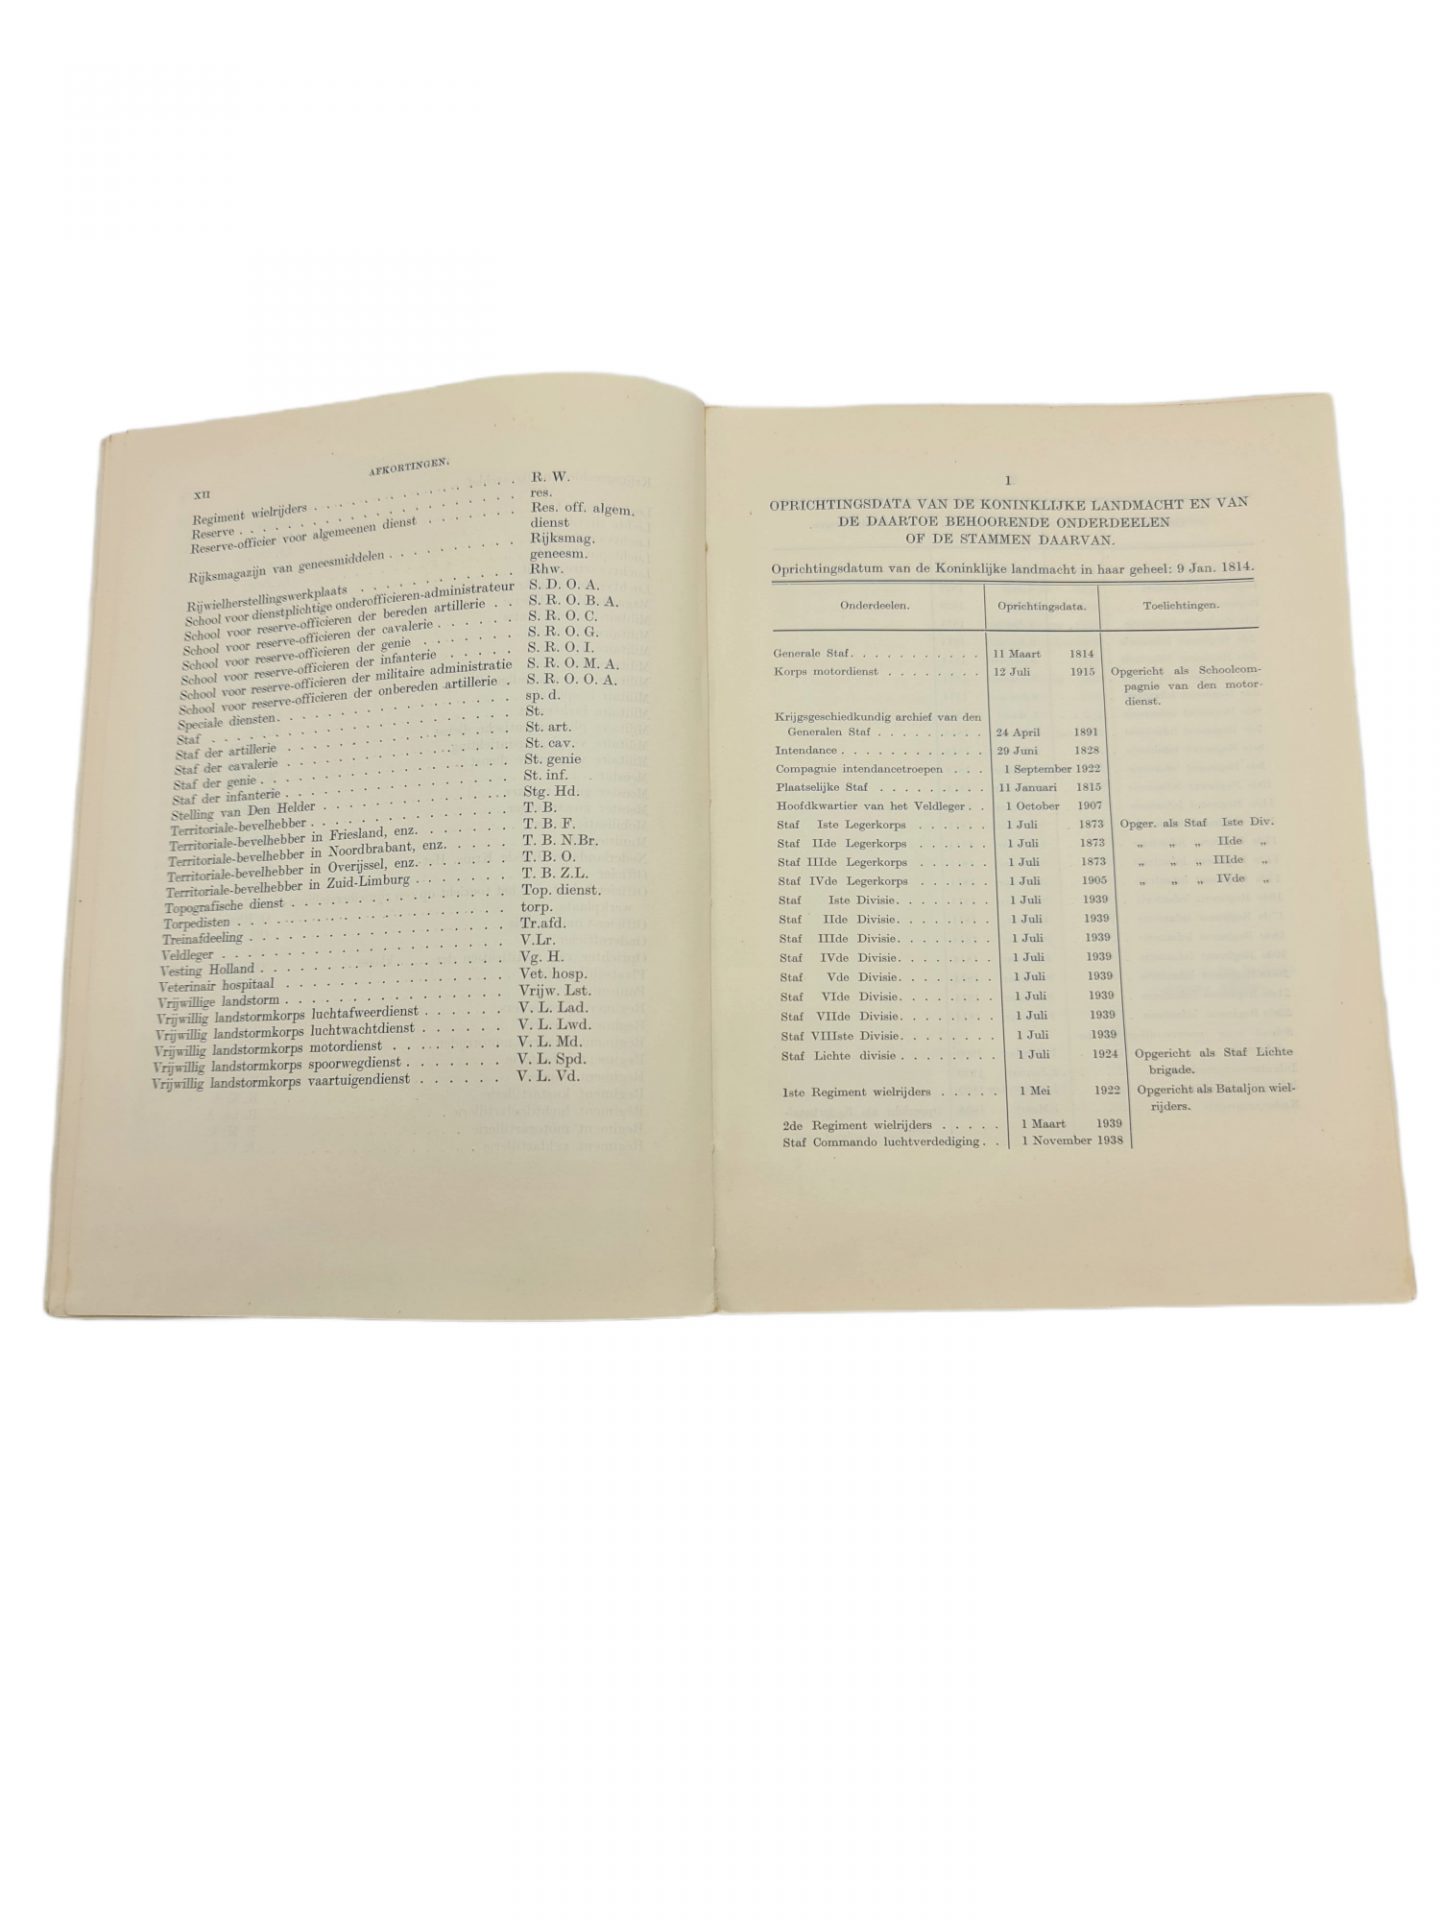 XII
AFKORTINGEN.
Regiment wielrijders . . . . . . . . . . . . . . R. W.
Reserve . . . . . . . . . . . . . . . . . . res.
Reserve-officier voor algemeenen dienst . . . . . . . Res. off. algem.
dienst
Rijksmagazijn van geneesmiddelen . . . . . . . . . Rijksmag.
geneesm.
Rijwielherstellingswerkplaats . . . . . . . . . . . Rhw.
School voor dienstplichtige onderofficieren-administrateur S. D. O. A.
School voor reserve-officieren der bereden artillerie . . S. R. O. B. A.
School voor reserve-officieren der cavalerie . . . . . . S. R. O. C.
School voor reserve-officieren der genie . . . . . . . S. R. O. G.
School voor reserve-officieren der infanterie . . . . . S. R. O. I.
School voor reserve-officieren der militaire administratie S. R. O. M. A.
School voor reserve-officieren der onbereden artillerie . S. R. O. O. A.
Speciale diensten. . . . . . . . . . . . . . . . sp. d.
Staf . . . . . . . . . . . . . . . . . . . . St.
Staf der artillerie . . . . . . . . . . . . . . . St. art.
Staf der cavalerie . . . . . . . . . . . . . . . St. cav.
Staf der genie . . . . . . . . . . . . . . . . . St. genie
Staf der infanterie . . . . . . . . . . . . . . . St. inf.
Stelling van Den Helder . . . . . . . . . . . . . Stg. Hd.
Territoriale-bevelhebber . . . . . . . . . . . . . T. B.
Territoriale-bevelhebber in Friesland, enz. . . . . . . T. B. F.
Territoriale-bevelhebber in Noordbrabant, enz. . . . . . T. B. N.Br.
Territoriale-bevelhebber in Overijssel, enz. . . . . . . T. B. O.
Territoriale-bevelhebber in Zuid-Limburg . . . . . . . T. B. Z.L.
Topografische dienst . . . . . . . . . . . . . . Top. dienst.
Torpedisten . . . . . . . . . . . . . . . . . . torp.
Treinafdeeling . . . . . . . . . . . . . . . . . Tr.afd.
Veldleger . . . . . . . . . . . . . . . . . . . V.Lr.
Vesting Holland . . . . . . . . . . . . . . . . Vg. H.
Veterinair hospitaal . . . . . . . . . . . . . . Vet. hosp.
Vrijwillige landstorm . . . . . . . . . . . . . . Vrijw. Lst.
Vrijwillig landstormkorps luchtafweerdienst . . . . . . V. L. Lad.
Vrijwillig landstormkorps luchtwachtdienst . . . . . . V. L. Lwd.
Vrijwillig landstormkorps motordienst . . . . . . . . V. L. Md.
Vrijwillig landstormkorps spoorwegdienst . . . . . . . V. L. Spd.
Vrijwillig landstormkorps vaartuigendienst . . . . . . V. L. Vd.
1
OPRICHTINGSDATA VAN DE KONINKLIJKE LANDMACHT EN VAN
DE DAARTOE BEHOORENDE ONDERDEELEN
OF DE STAMMEN DAARVAN.
Oprichtingsdatum van de Koninklijke landmacht in haar geheel: 9 Jan. 1814.
Onderdeelen. Oprichtingsdata. Toelichtingen.
Generale Staf. . . . . . . . . . . . 11 Maart 1814
Korps motordienst . . . . . . . . 12 Juli 1915 Opgericht als Schoolcom-
pagnie van den motor-
dienst.
Krijgsgeschiedkundig archief van den
Generalen Staf . . . . . . . . . 24 April 1891
Intendance . . . . . . . . . . . . 29 Juni 1828
Compagnie intendancetroepen . . . 1 September 1922
Plaatselijke Staf . . . . . . . . . 11 Januari 1815
Hoofdkwartier van het Veldleger . . 1 October 1907
Staf Iste Legerkorps . . . . . . 1 Juli 1873 Opger. als Staf Iste Div.
Staf IIde Legerkorps . . . . . . 1 Juli 1873 „ „ „ IIde „
Staf IIIde Legerkorps . . . . . . 1 Juli 1873 „ „ „ IIIde „
Staf IVde Legerkorps . . . . . . 1 Juli 1905 „ „ „ IVde „
Staf Iste Divisie. . . . . . . . 1 Juli 1939
Staf IIde Divisie. . . . . . . . 1 Juli 1939
Staf IIIde Divisie. . . . . . . . 1 Juli 1939
Staf IVde Divisie. . . . . . . . 1 Juli 1939
Staf Vde Divisie. . . . . . . . 1 Juli 1939
Staf VIde Divisie. . . . . . . . 1 Juli 1939
Staf VIIde Divisie. . . . . . . . 1 Juli 1939
Staf VIIIste Divisie. . . . . . . . 1 Juli 1939
Staf Lichte divisie . . . . . . . . 1 Juli 1924 Opgericht als Staf Lichte
brigade.
1ste Regiment wielrijders . . . . . 1 Mei 1922 Opgericht als Bataljon wiel-
rijders.
2de Regiment wielrijders . . . . . 1 Maart 1939
Staf Commando luchtverdediging . . 1 November 1938